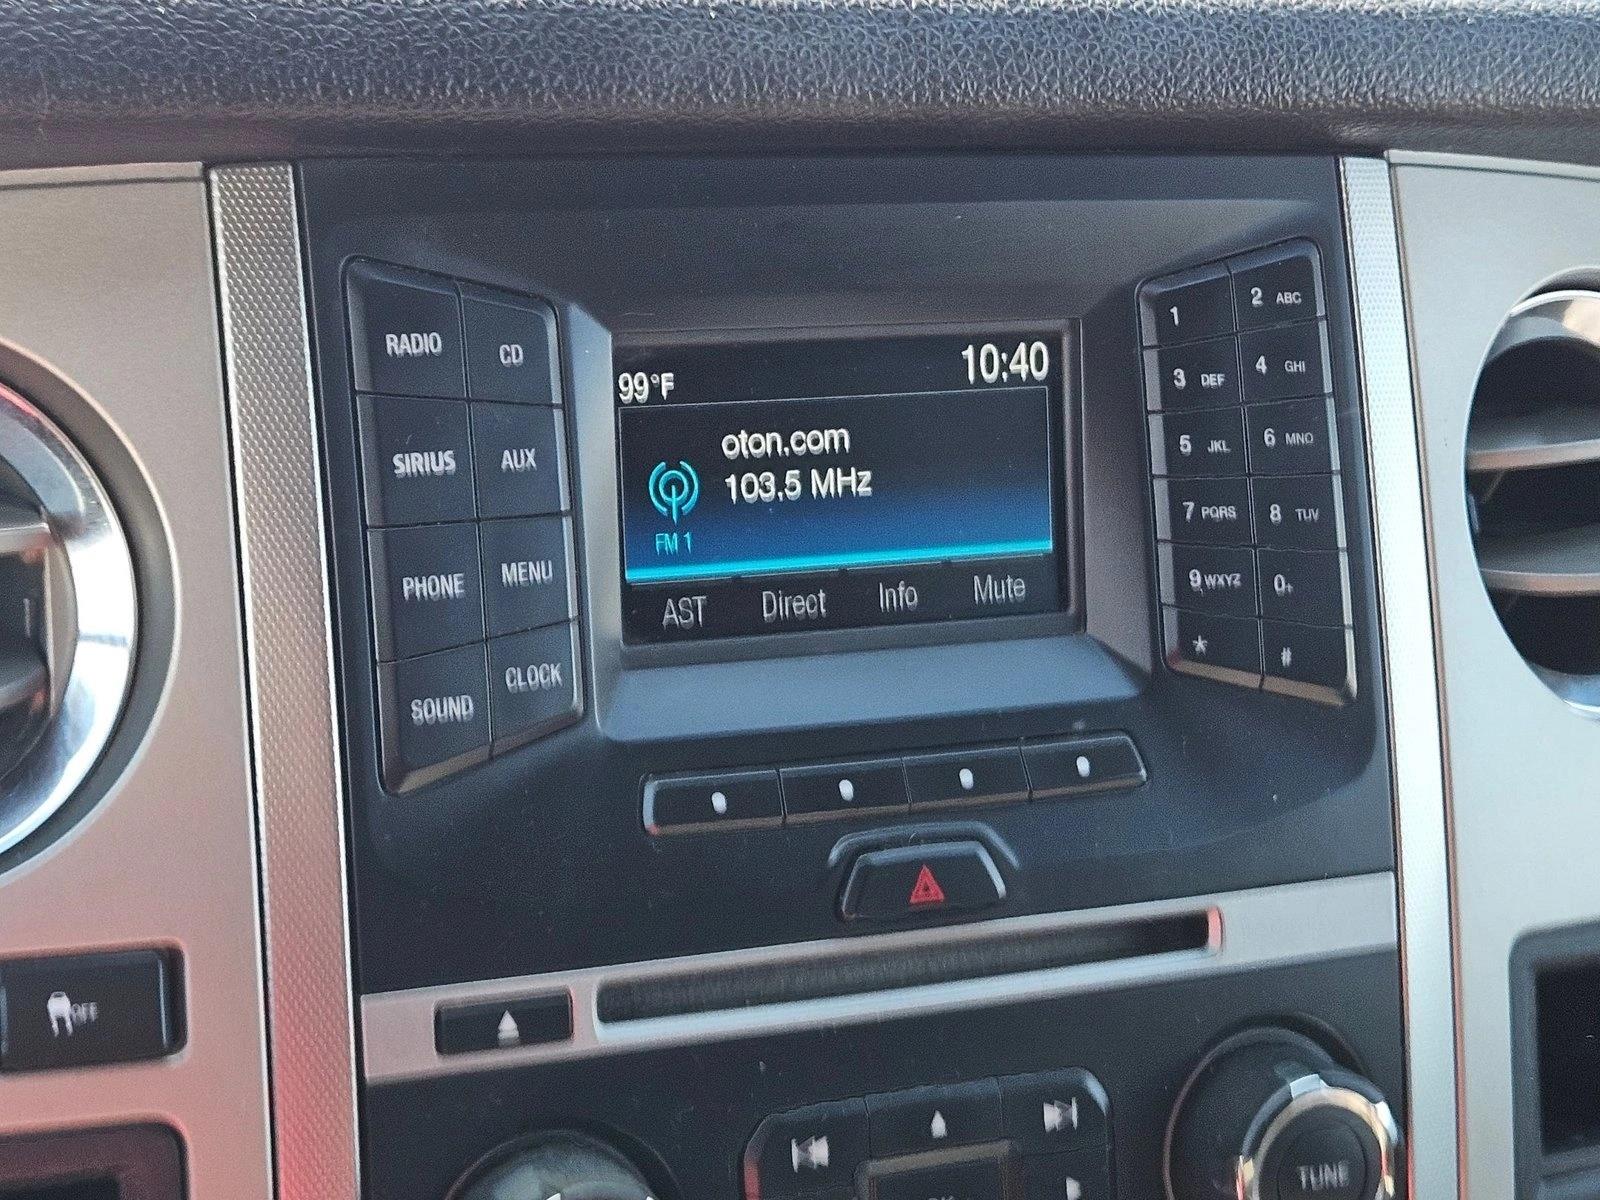 RADIO
CD
SIRIUS
AUX
PHONE
MENU
SOUND
CLOCK
99°F
10:40
oton.com
103.5 MHz
FM 1
AST
Direct
Info
Mute
1
2 ABC
3 DEF
4 GHI
5 JKL
6 MNO
7 PQRS
8 TUV
9 WXYZ
0+
*
#
OFF
TUNE